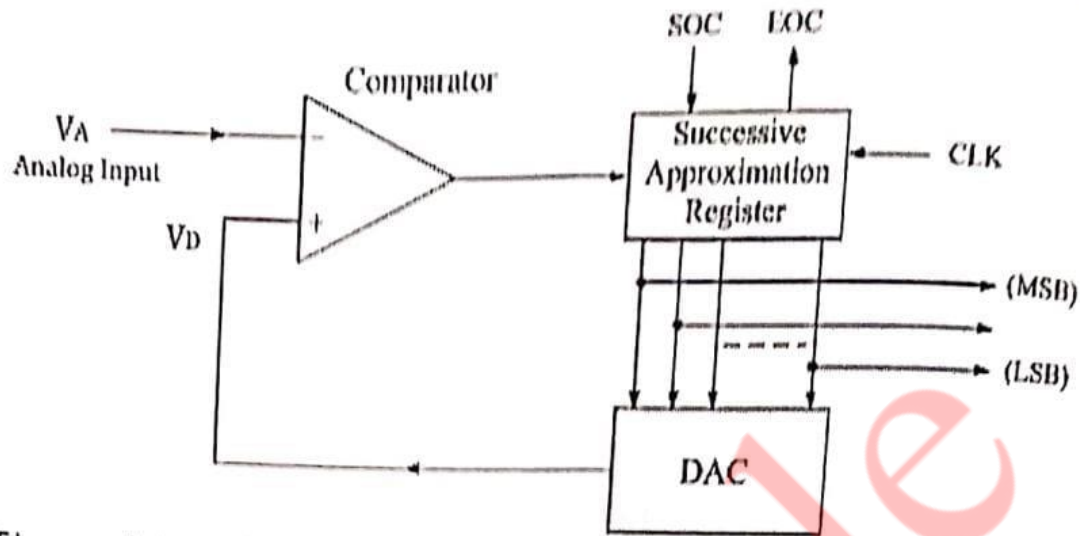 SOC EOC
Comparator
VA
Analog Input
−
+
VD
Successive
Approximation
Register
CLK
(MSB)
(LSB)
DAC